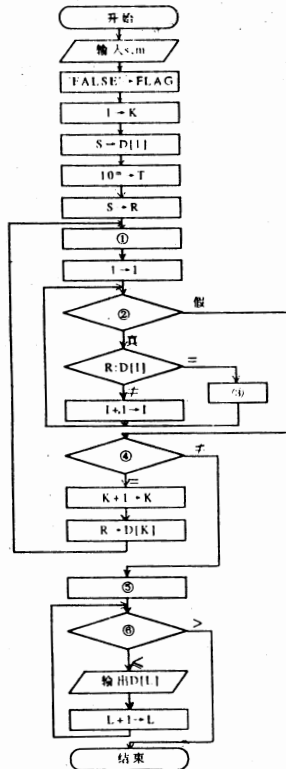 开始
输入s,m
'FALSE'→FLAG
1→K
S→D[1]
10ᵐ→T
S→R
①
1→I
②
假
真
R:D[I]
=
③
≠
I+1→I
④
≠
=
K+1→K
R→D[K]
⑤
⑥
>
≤
输出D[L]
L+1→L
结束